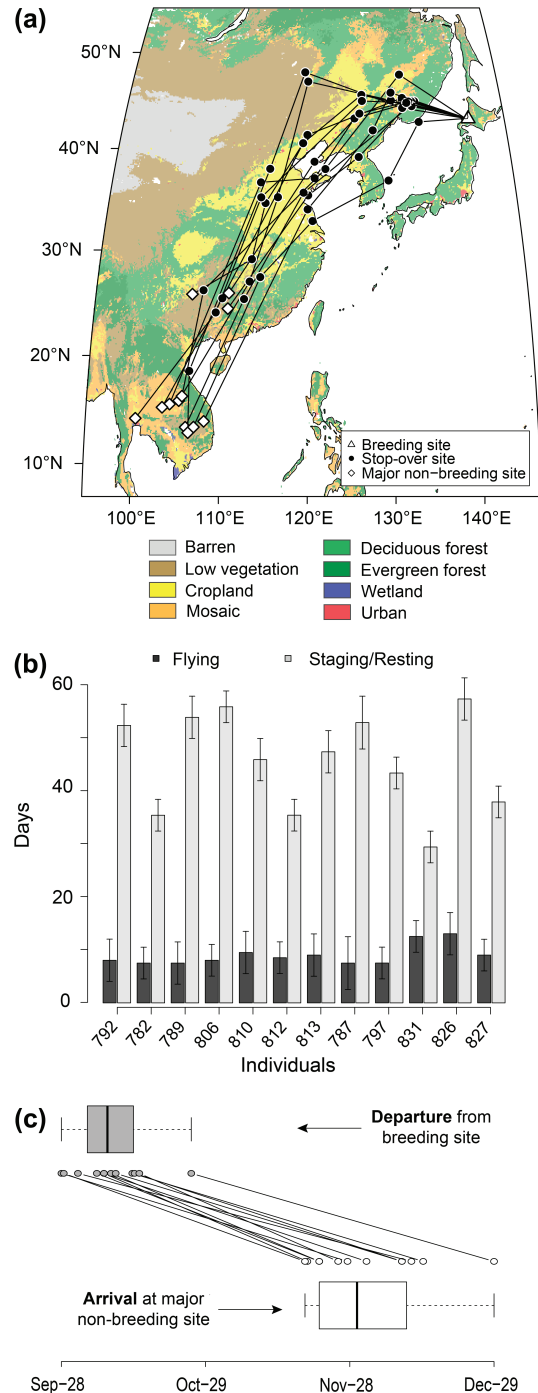 (a)
50°N
40°N
30°N
20°N
10°N
Breeding site
Stop−over site
Major non−breeding site
100°E 110°E 120°E 130°E 140°E
Barren
Low vegetation
Cropland
Mosaic
Deciduous forest
Evergreen forest
Wetland
Urban
(b)
Flying
Staging/Resting
60
40
20
0
Days
792 782 789 806 810 812 813 787 797 831 826 827
Individuals
(c)
Departure from
breeding site
Arrival at major
non-breeding site
Sep−28 Oct−29 Nov−28 Dec−29